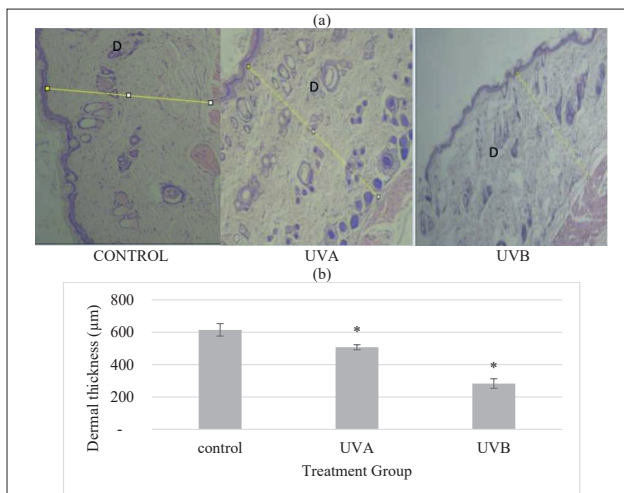 (a)
D
D
D
CONTROL UVA UVB
(b)
Dermal thickness (µm)
800
600
400
200
-
* *
control UVA UVB
Treatment Group